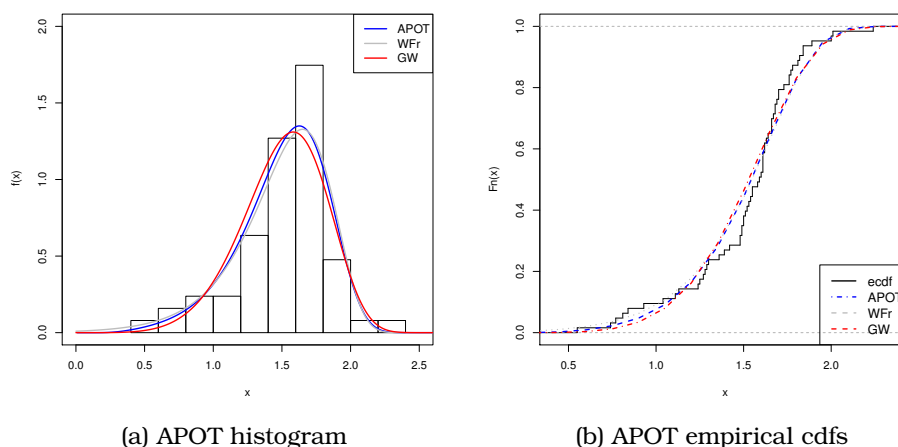 f(x)
2.0
1.5
1.0
0.5
0.0
0.0 0.5 1.0 1.5 2.0 2.5
x
APOT
WFr
GW
(a) APOT histogram
Fn(x)
1.0
0.8
0.6
0.4
0.2
0.0
0.5 1.0 1.5 2.0
x
ecdf
APOT
WFr
GW
(b) APOT empirical cdfs